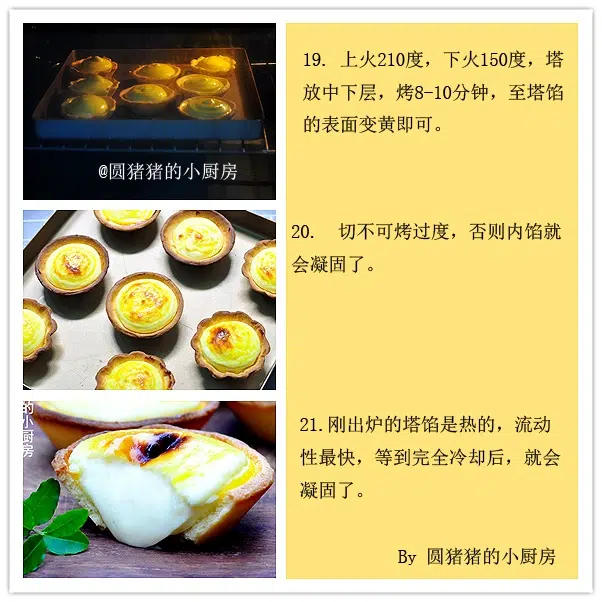 @圆猪猪的小厨房
19. 上火210度，下火150度，塔
放中下层，烤8-10分钟，至塔馅
的表面变黄即可。
20. 切不可烤过度，否则内馅就
会凝固了。
的小厨房
21.刚出炉的塔馅是热的，流动
性最快，等到完全冷却后，就会
凝固了。
By 圆猪猪的小厨房